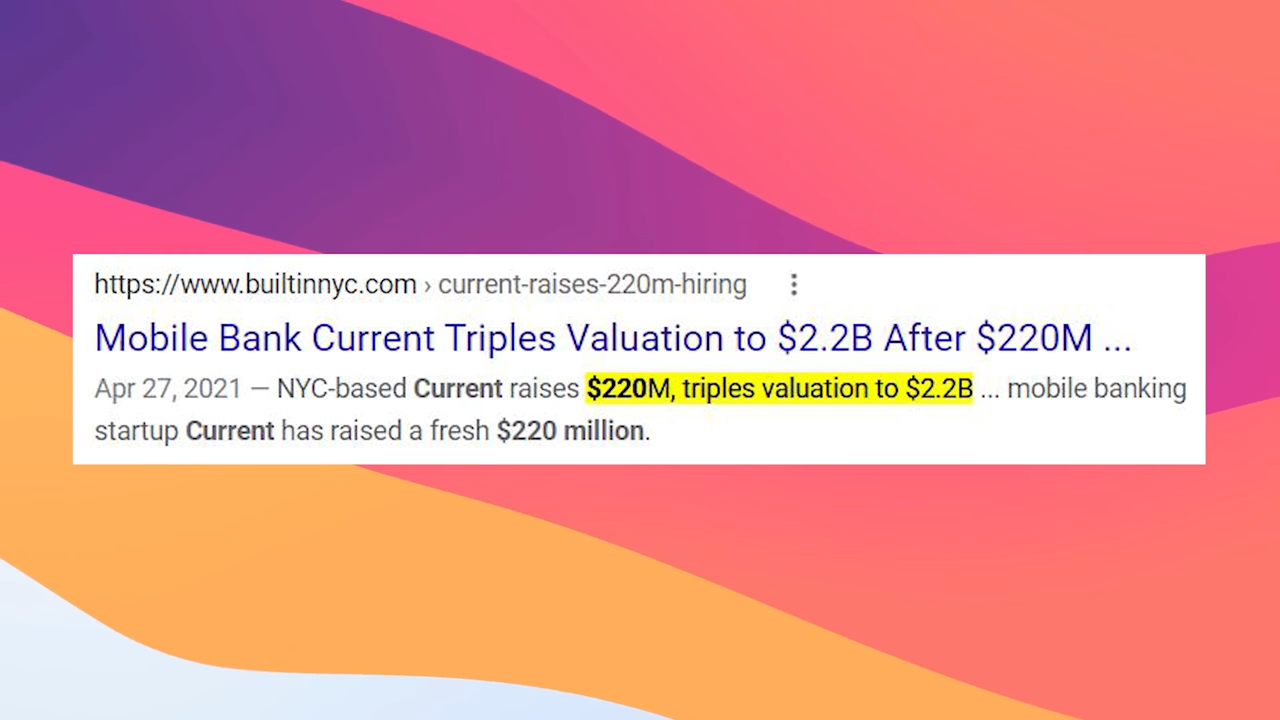 https://www.builtinnyc.com › current-raises-220m-hiring
Mobile Bank Current Triples Valuation to $2.2B After $220M ...
Apr 27, 2021 — NYC-based Current raises $220M, triples valuation to $2.2B ... mobile banking
startup Current has raised a fresh $220 million.